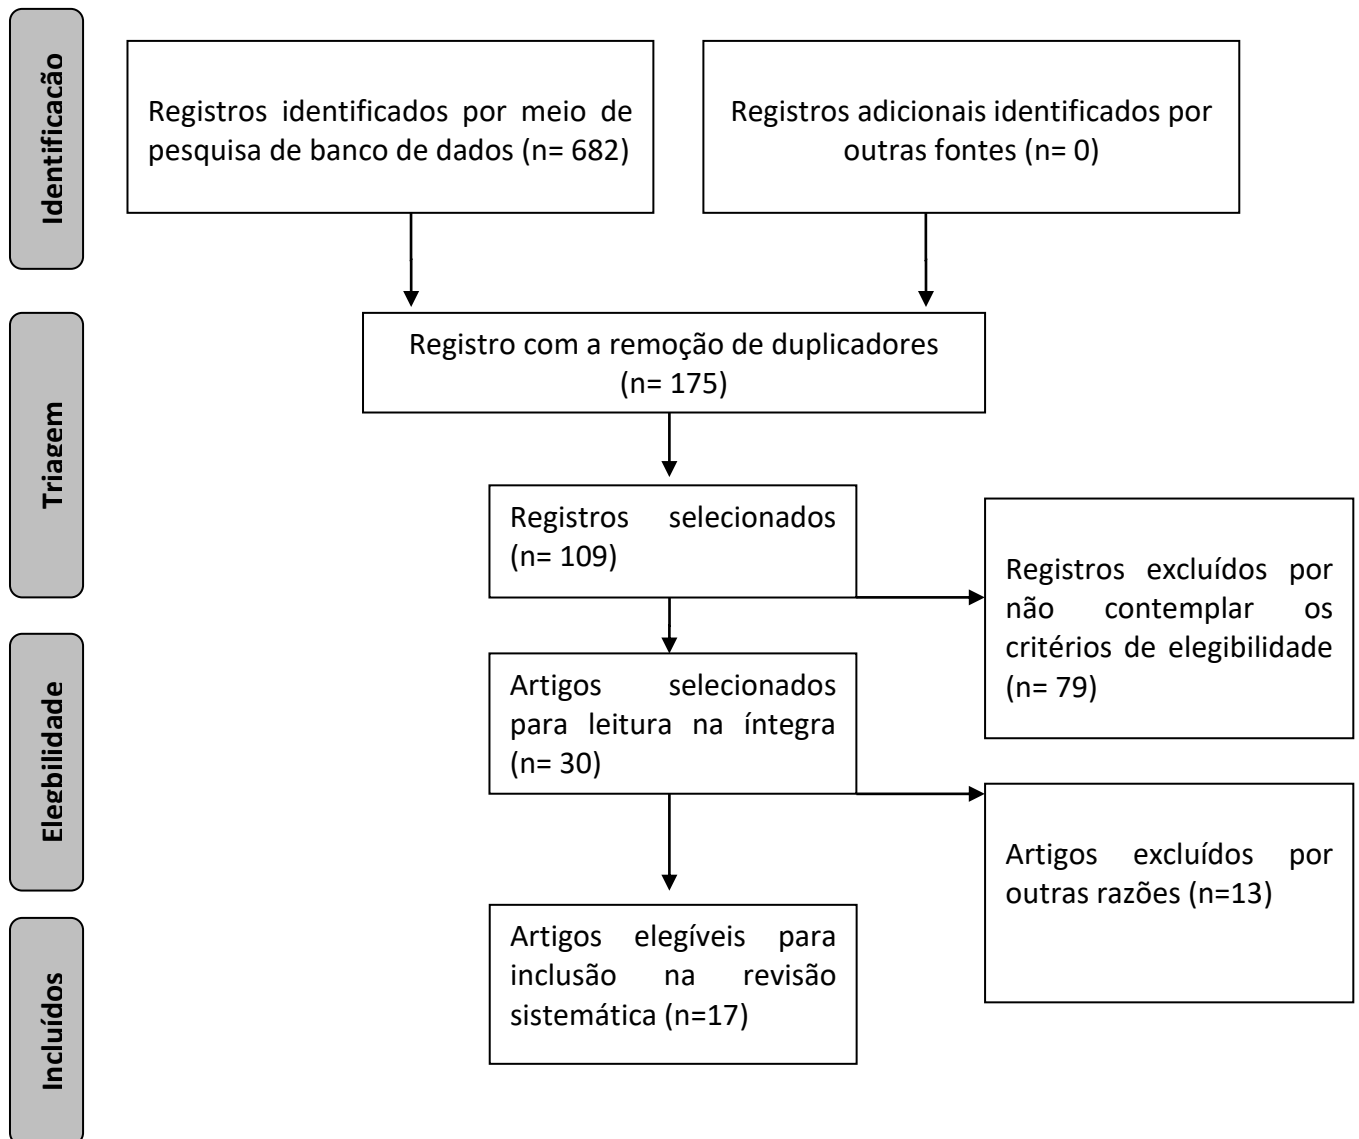 Identificação
Registros identificados por meio de
pesquisa de banco de dados (n= 682)
Registros adicionais identificados por
outras fontes (n= 0)
Triagem
Registro com a remoção de duplicadores
(n= 175)
Registros selecionados
(n= 109)
Registros excluídos por
não contemplar os
critérios de elegibilidade
(n= 79)
Elegbilidade
Artigos selecionados
para leitura na íntegra
(n= 30)
Artigos excluídos por
outras razões (n=13)
Incluídos
Artigos elegíveis para
inclusão na revisão
sistemática (n=17)